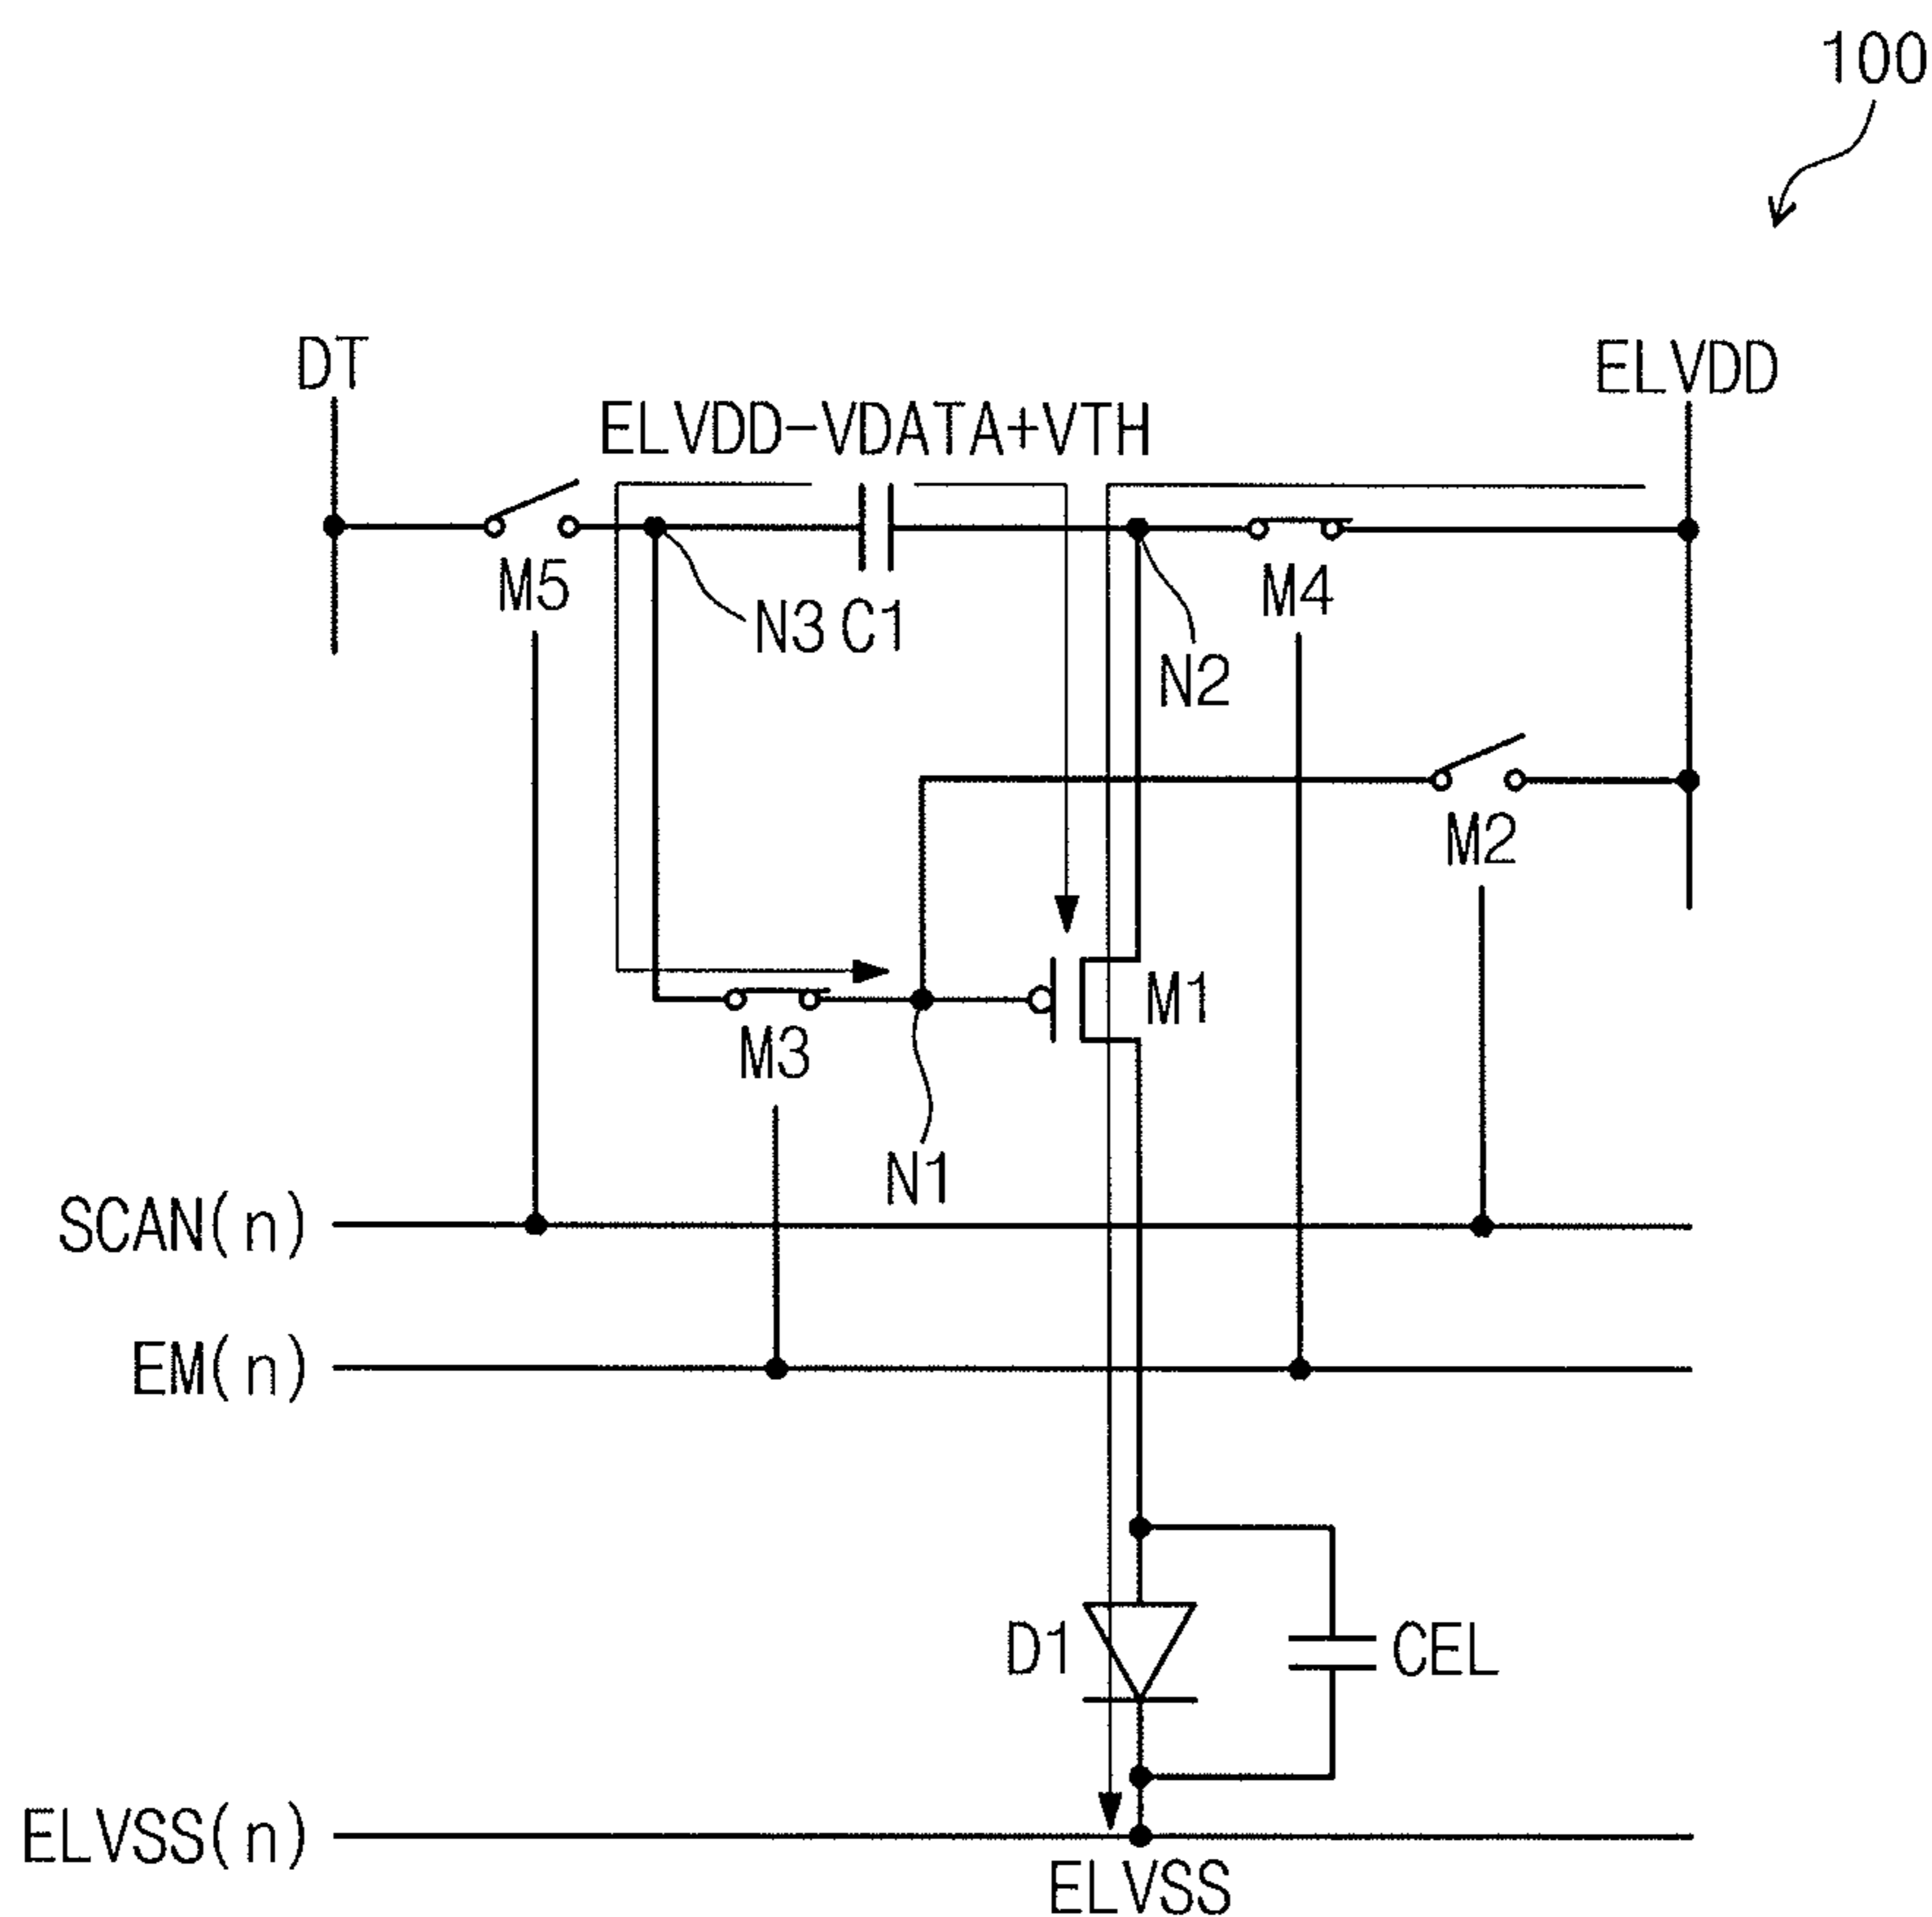 100
DT
ELVDD
ELVDD-VDATA+VTH
M5
N3
C1
M4
N2
M2
M1
M3
N1
SCAN(n)
EM(n)
D1
CEL
ELVSS(n)
ELVSS